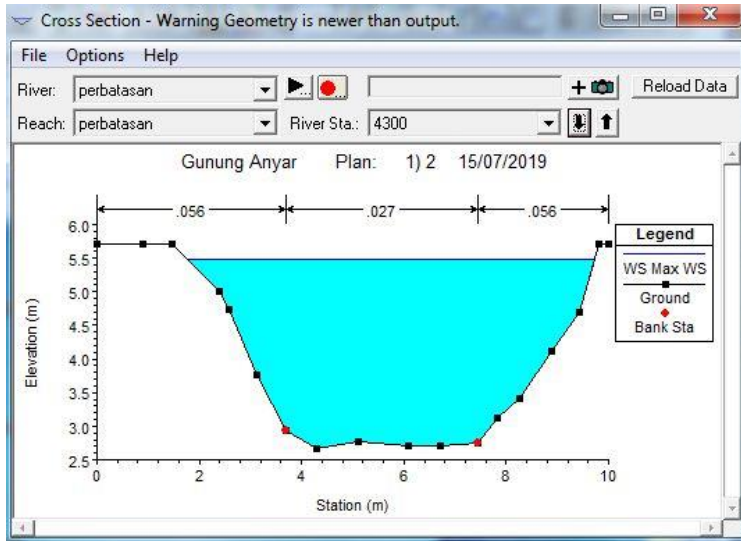 Cross Section - Warning Geometry is newer than output.
File Options Help
River: perbatasan Reload Data
Reach: perbatasan River Sta.: 4300
Gunung Anyar Plan: 1) 2 15/07/2019
.056 .027 .056
6.0
5.5
5.0
4.5
4.0
3.5
3.0
2.5
0 2 4 6 8 10
Elevation (m)
Station (m)
Legend
WS Max WS
Ground
Bank Sta